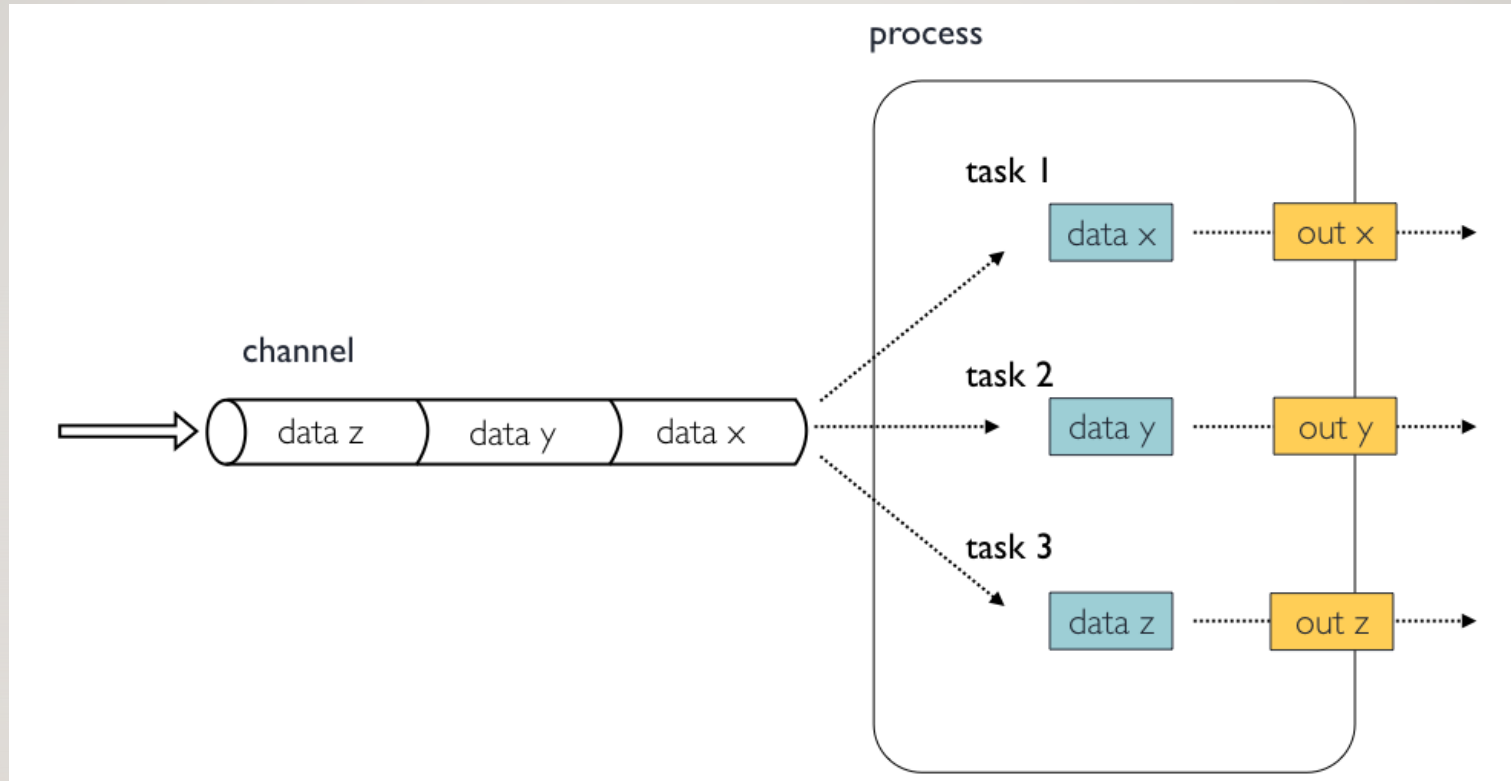 process
task 1
data x
out x
channel
data z
data y
data x
task 2
data y
out y
task 3
data z
out z